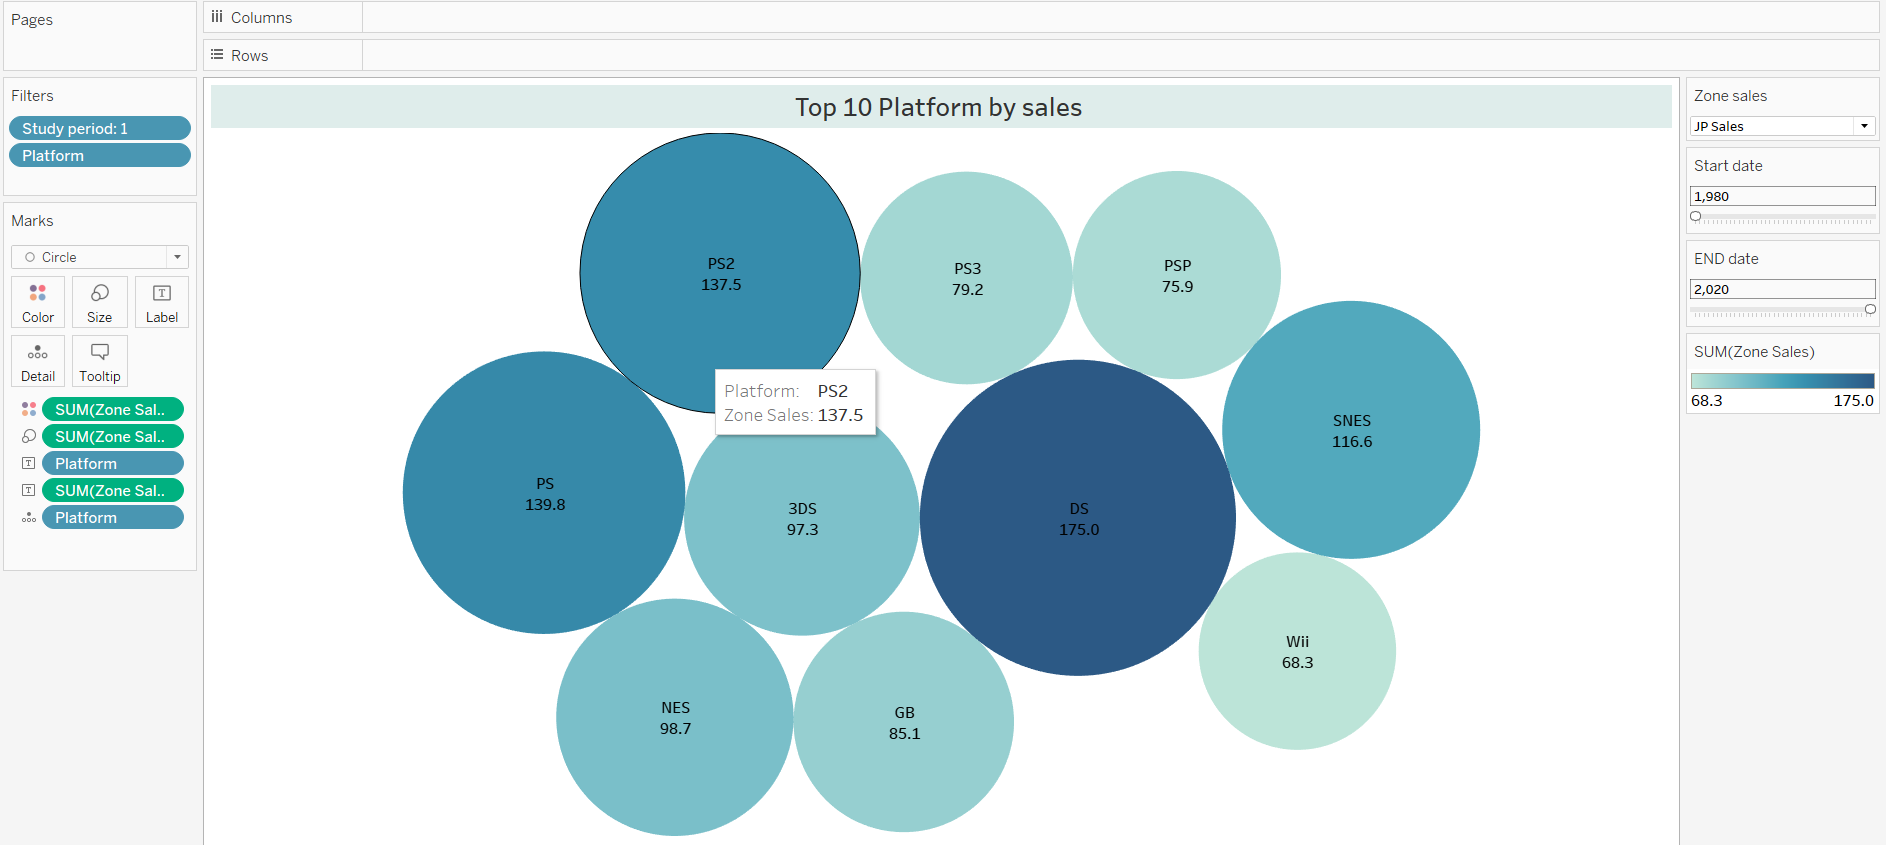 Pages
Columns
Rows
Filters
Study period: 1
Platform
Marks
Circle
Color
Size
Label
Detail
Tooltip
SUM(Zone Sal..
SUM(Zone Sal..
Platform
SUM(Zone Sal..
Platform
Top 10 Platform by sales
PS2
137.5
PS3
79.2
PSP
75.9
Platform: PS2
Zone Sales: 137.5
SNES
116.6
PS
139.8
3DS
97.3
DS
175.0
Wii
68.3
NES
98.7
GB
85.1
Zone sales
JP Sales
Start date
1,980
END date
2,020
SUM(Zone Sales)
68.3 175.0